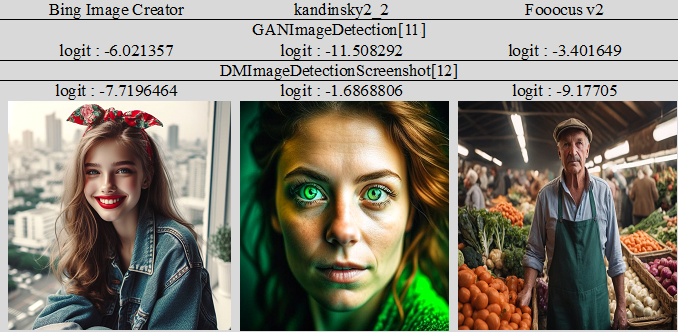 Bing Image Creator kandinsky2_2 Fooocus v2
GANImageDetection[11]
logit : -6.021357 logit : -11.508292 logit : -3.401649
DMImageDetectionScreenshot[12]
logit : -7.7196464 logit : -1.6868806 logit : -9.17705